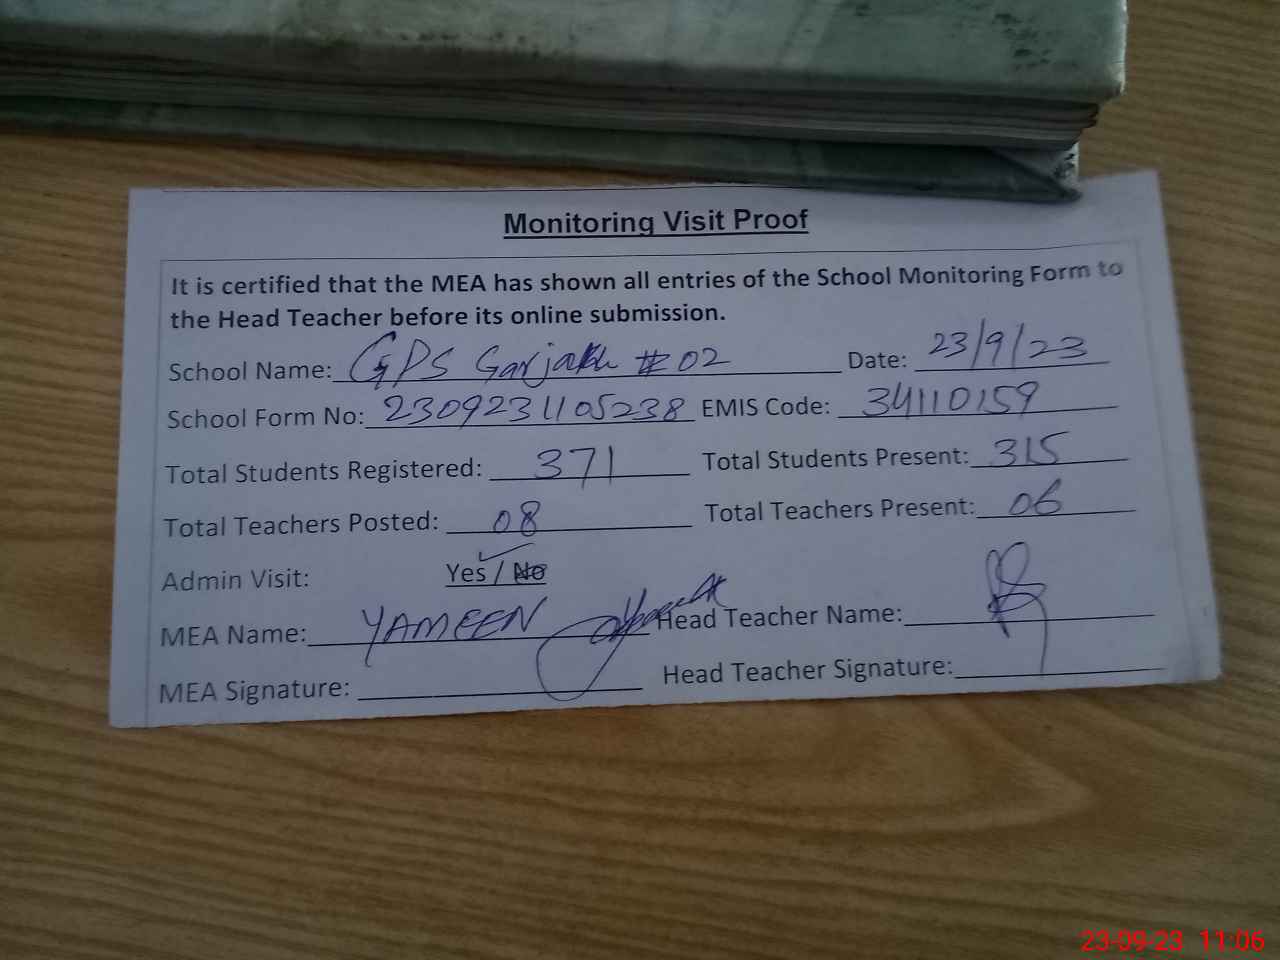 Monitoring Visit Proof
It is certified that the MEA has shown all entries of the School Monitoring Form to
the Head Teacher before its online submission.
School Name: GPS Garjakh # 02 Date: 23/9/23
School Form No: 2309231105238 EMIS Code: 34110159
Total Students Registered: 371 Total Students Present: 315
Total Teachers Posted: 08 Total Teachers Present: 06
Admin Visit: Yes / No
MEA Name: YAMEEN Head Teacher Name:
MEA Signature: Head Teacher Signature:
23-09-23 11:06